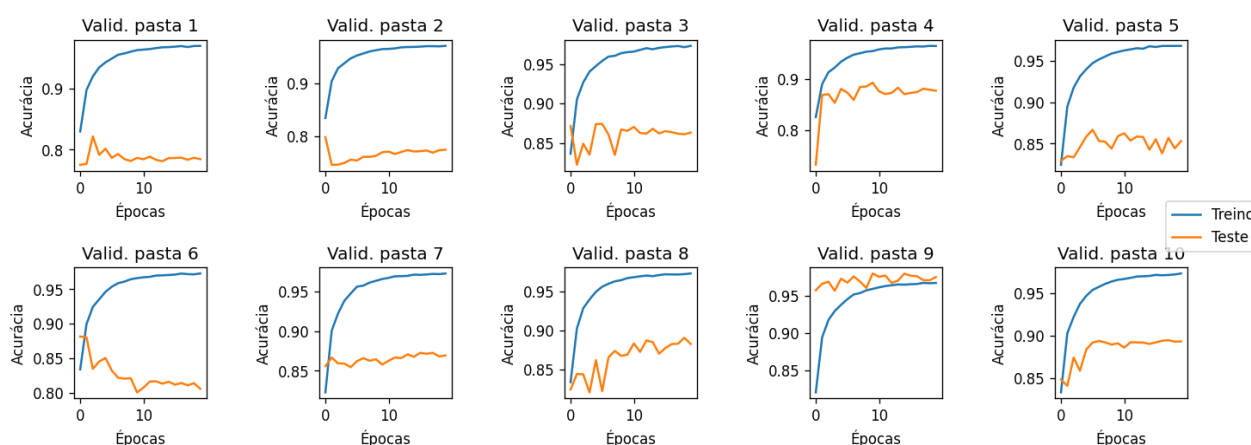 Valid. pasta 1
Valid. pasta 2
Valid. pasta 3
Valid. pasta 4
Valid. pasta 5
Acurácia
0.9
0.8
0
10
Épocas
Acurácia
0.9
0.8
0
10
Épocas
Acurácia
0.95
0.90
0.85
0
10
Épocas
Acurácia
0.9
0.8
0
10
Épocas
Acurácia
0.95
0.90
0.85
0
10
Épocas
Treino
Teste
Valid. pasta 6
Valid. pasta 7
Valid. pasta 8
Valid. pasta 9
Valid. pasta 10
Acurácia
0.95
0.90
0.85
0.80
0
10
Épocas
Acurácia
0.95
0.90
0.85
0
10
Épocas
Acurácia
0.95
0.90
0.85
0
10
Épocas
Acurácia
0.95
0.90
0.85
0
10
Épocas
Acurácia
0.95
0.90
0.85
0
10
Épocas